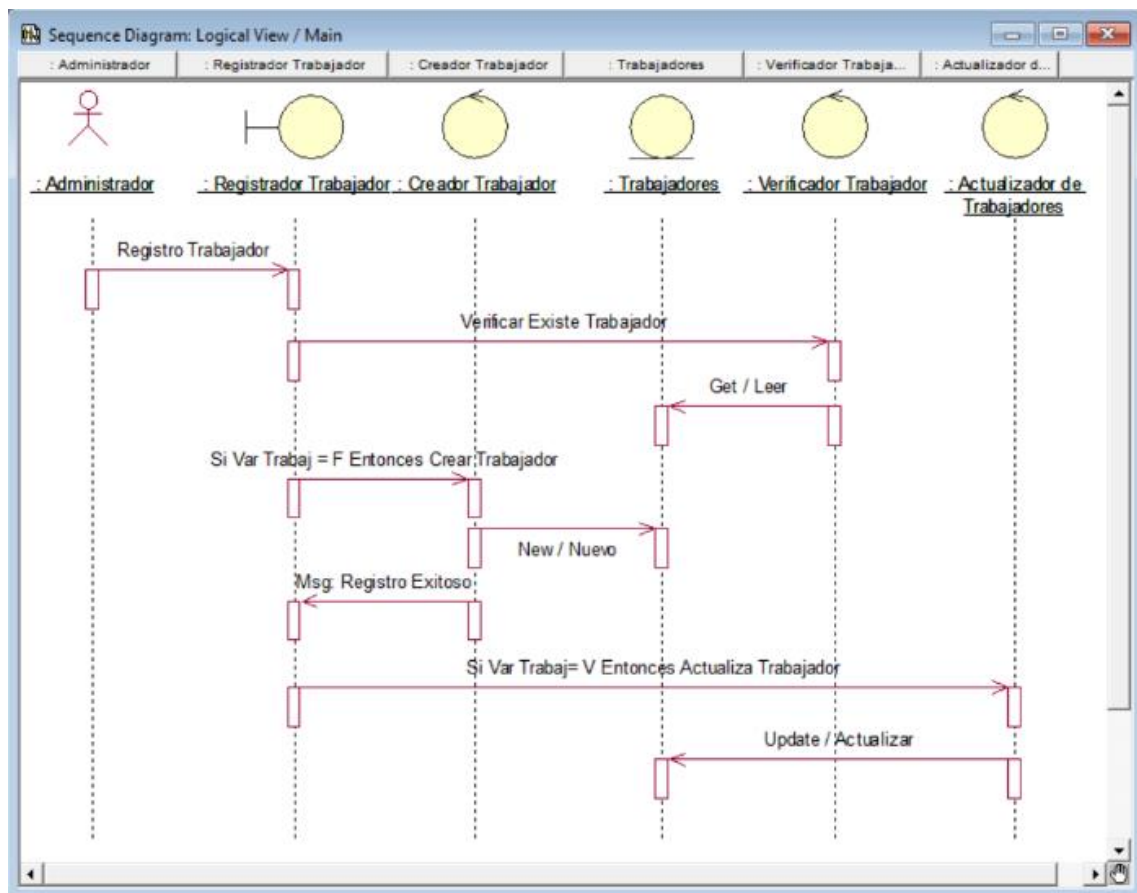 Sequence Diagram: Logical View / Main
: Administrador : Registrador Trabajador : Creador Trabajador : Trabajadores : Verificador Trabaja... : Actualizador d...
: Administrador : Registrador Trabajador : Creador Trabajador : Trabajadores : Verificador Trabajador : Actualizador de
Trabajadores
Registro Trabajador
Verificar Existe Trabajador
Get / Leer
Si Var Trabaj = F Entonces Crear Trabajador
New / Nuevo
Msg: Registro Exitoso
Si Var Trabaj= V Entonces Actualiza Trabajador
Update / Actualizar